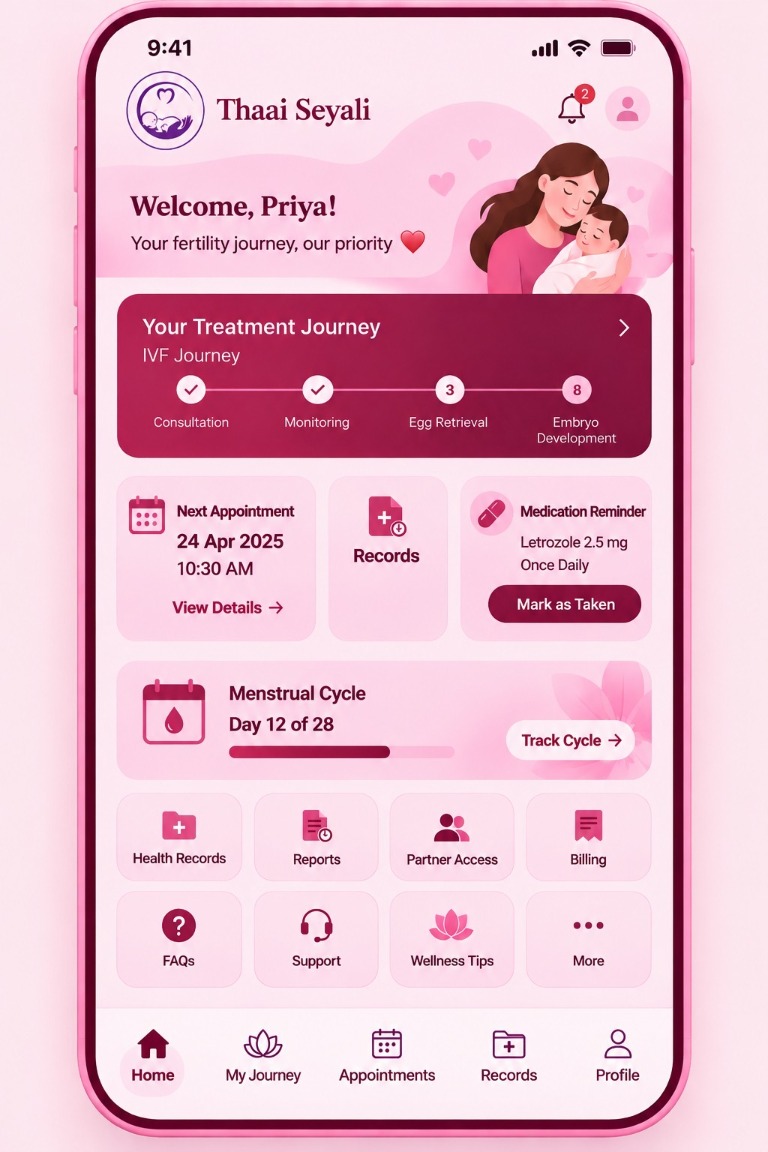 9:41
Thaai Seyali
2
Welcome, Priya!
Your fertility journey, our priority ❤️
Your Treatment Journey
IVF Journey
3
8
Consultation
Monitoring
Egg Retrieval
Embryo
Development
Next Appointment
24 Apr 2025
10:30 AM
View Details →
Records
Medication Reminder
Letrozole 2.5 mg
Once Daily
Mark as Taken
Menstrual Cycle
Day 12 of 28
Track Cycle →
Health Records
Reports
Partner Access
Billing
?
FAQs
Support
Wellness Tips
More
Home
My Journey
Appointments
Records
Profile